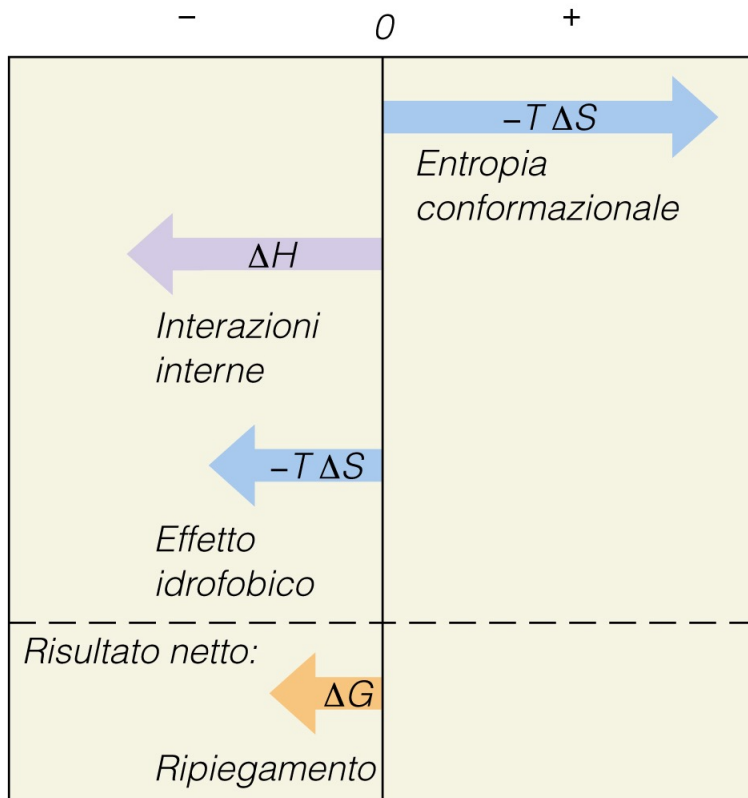 – 0 +
–T ΔS
Entropia
conformazionale
ΔH
Interazioni
interne
–T ΔS
Effetto
idrofobico
Risultato netto:
ΔG
Ripiegamento